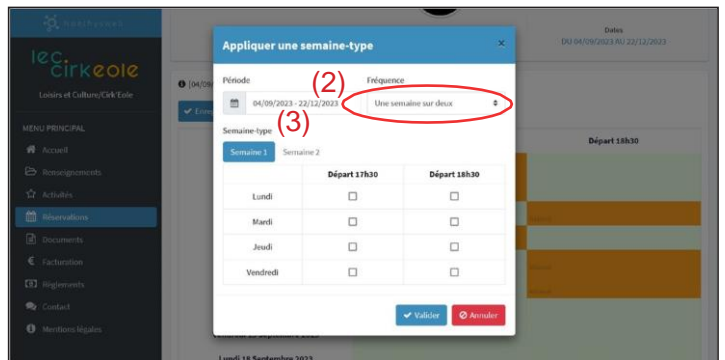 lec.
cirkeole
Loisirs et Culture/Cirk'Eole
MENU PRINCIPAL
Accueil
Renseignements
Activités
Réservations
Documents
Facturation
Règlements
Contact
Mentions légales
Dates
DU 04/09/2023 AU 22/12/2023
Appliquer une semaine-type ×
Période (2) Fréquence
04/09/2023 - 22/12/2023 Une semaine sur deux
(3)
Semaine-type
Semaine 1 Semaine 2
Départ 17h30 Départ 18h30
Lundi
Mardi
Jeudi
Vendredi
Valider Annuler
Départ 18h30
Lundi 18 Septembre 2023